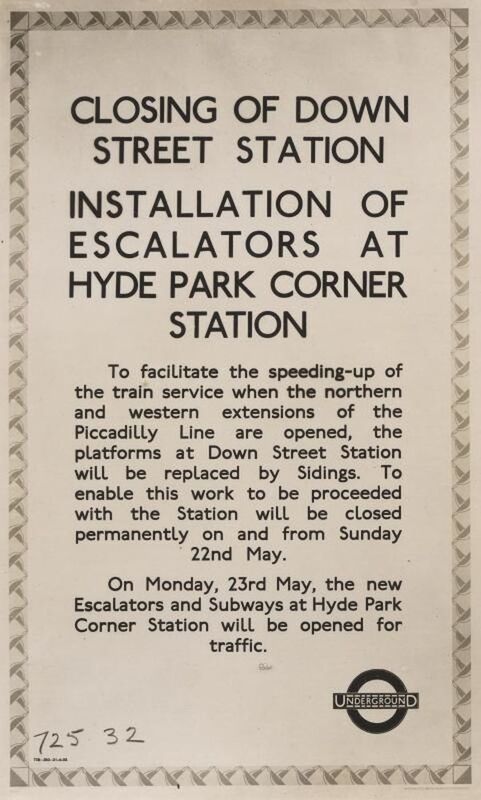 CLOSING OF DOWN
STREET STATION
INSTALLATION OF
ESCALATORS AT
HYDE PARK CORNER
STATION
To facilitate the speeding-up of
the train service when the northern
and western extensions of the
Piccadilly Line are opened, the
platforms at Down Street Station
will be replaced by Sidings. To
enable this work to be proceeded
with the Station will be closed
permanently on and from Sunday
22nd May.
On Monday, 23rd May, the new
Escalators and Subways at Hyde Park
Corner Station will be opened for
traffic.
UNDERGROUND
725 32